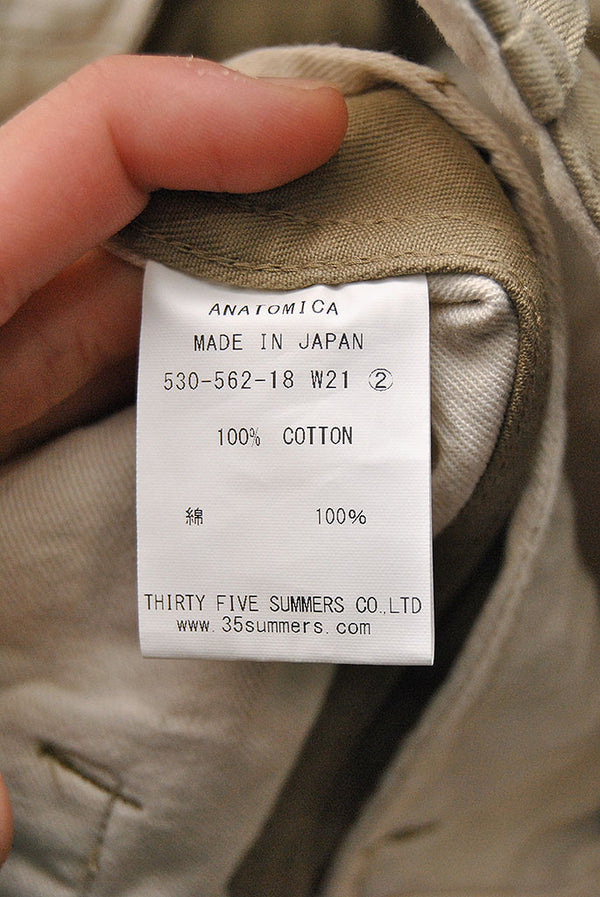 ANATOMICA
MADE IN JAPAN
530-562-18 W21 ②
100% COTTON
綿 100%
THIRTY FIVE SUMMERS CO.,LTD
www.35summers.com